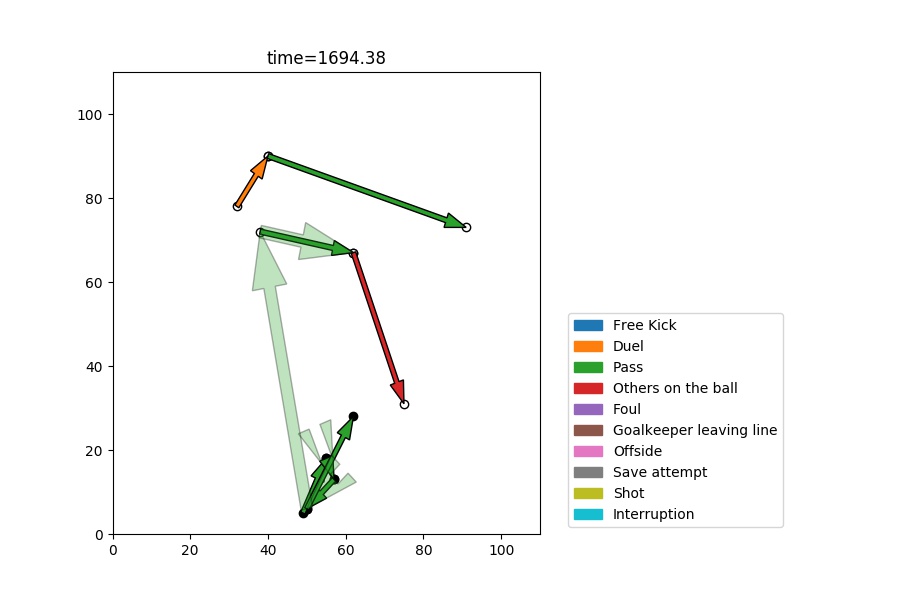 time=1694.38
100
80
60
40
20
0
0 20 40 60 80 100
Free Kick
Duel
Pass
Others on the ball
Foul
Goalkeeper leaving line
Offside
Save attempt
Shot
Interruption